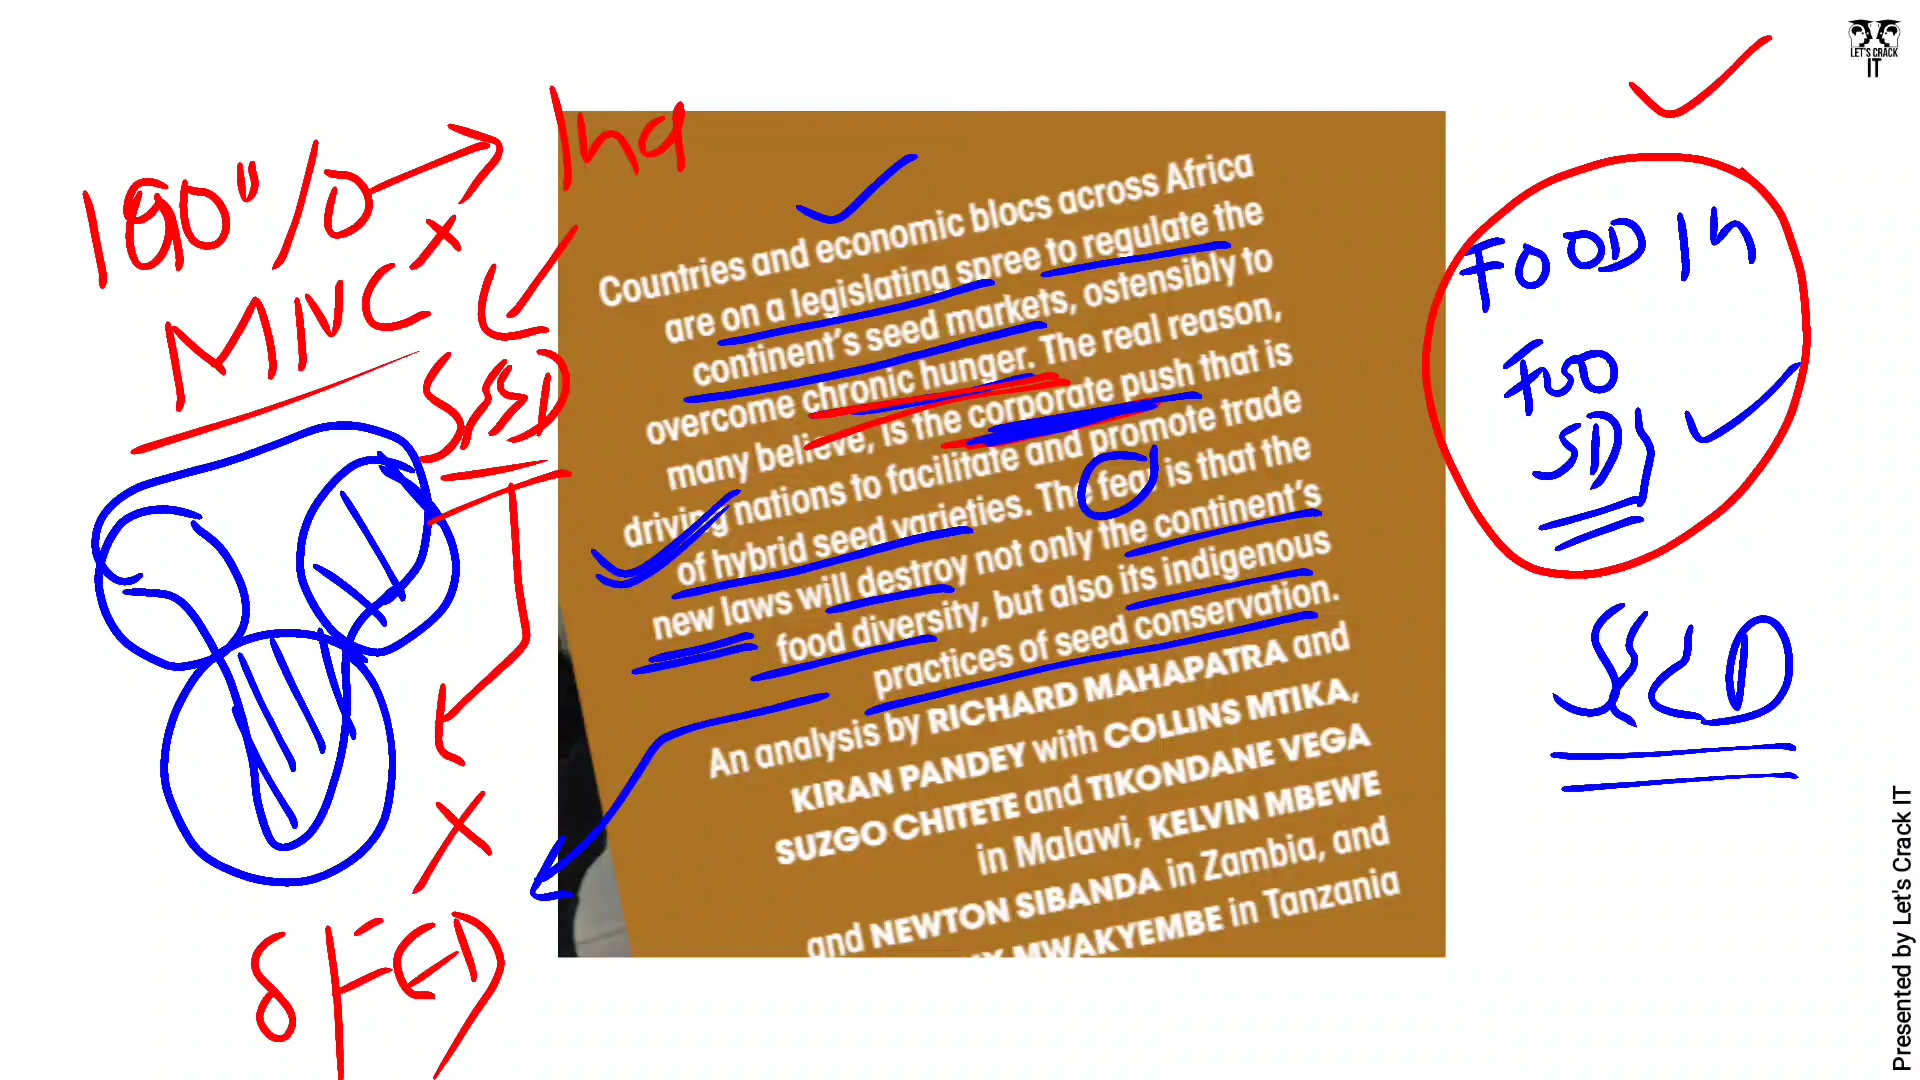 LET'S CRACK
IT
Ind
100%
MNC
SEED
Countries and economic blocs across Africa
are on a legislating spree to regulate the
continent's seed markets, ostensibly to
overcome chronic hunger. The real reason,
many believe, is the corporate push that is
driving nations to facilitate and promote trade
of hybrid seed varieties. The fear is that the
new laws will destroy not only the continent's
food diversity, but also its indigenous
practices of seed conservation.
An analysis by RICHARD MAHAPATRA and
KIRAN PANDEY with COLLINS MTIKA,
SUZGO CHITETE and TIKONDANE VEGA
in Malawi, KELVIN MBEWE
and NEWTON SIBANDA in Zambia, and
MWAKYEMBE in Tanzania
FOOD In
Presented by Let's Crack IT